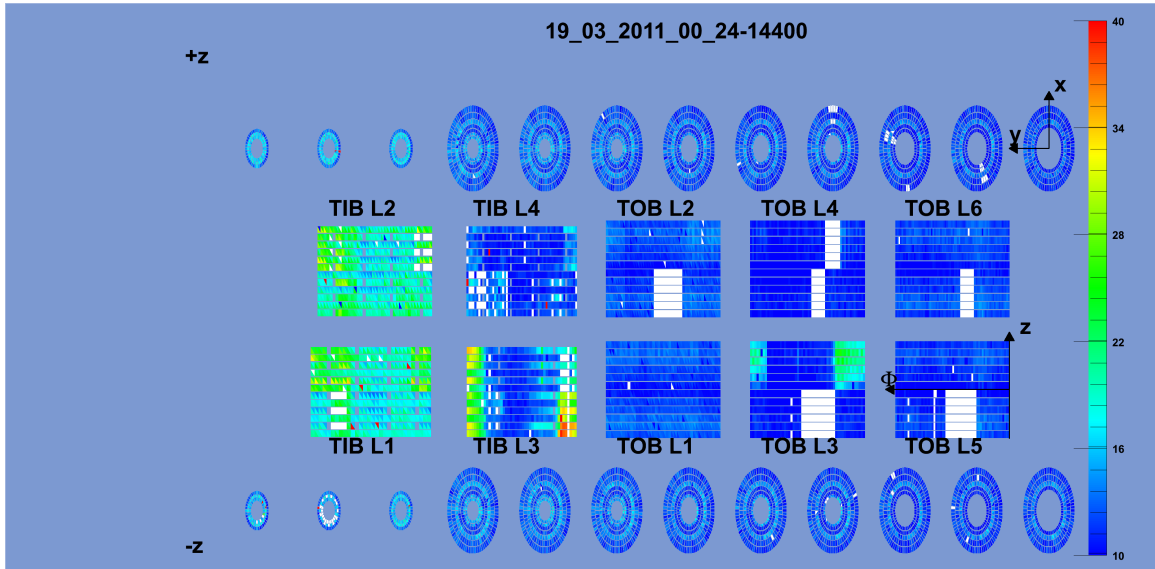 19_03_2011_00_24-14400
40
+z
x
34
y
TIB L2 TIB L4 TOB L2 TOB L4 TOB L6
28
z
22
Φ
TIB L1 TIB L3 TOB L1 TOB L3 TOB L5
16
-z
10